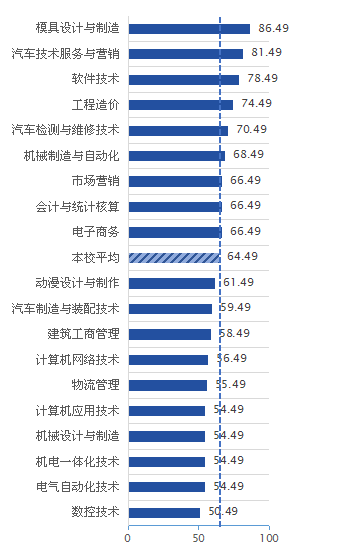 模具设计与制造 86.49
汽车技术服务与营销 81.49
软件技术 78.49
工程造价 74.49
汽车检测与维修技术 70.49
机械制造与自动化 68.49
市场营销 66.49
会计与统计核算 66.49
电子商务 66.49
本校平均 64.49
动漫设计与制作 61.49
汽车制造与装配技术 59.49
建筑工商管理 58.49
计算机网络技术 56.49
物流管理 55.49
计算机应用技术 54.49
机械设计与制造 54.49
机电一体化技术 54.49
电气自动化技术 54.49
数控技术 50.49
0 50 100